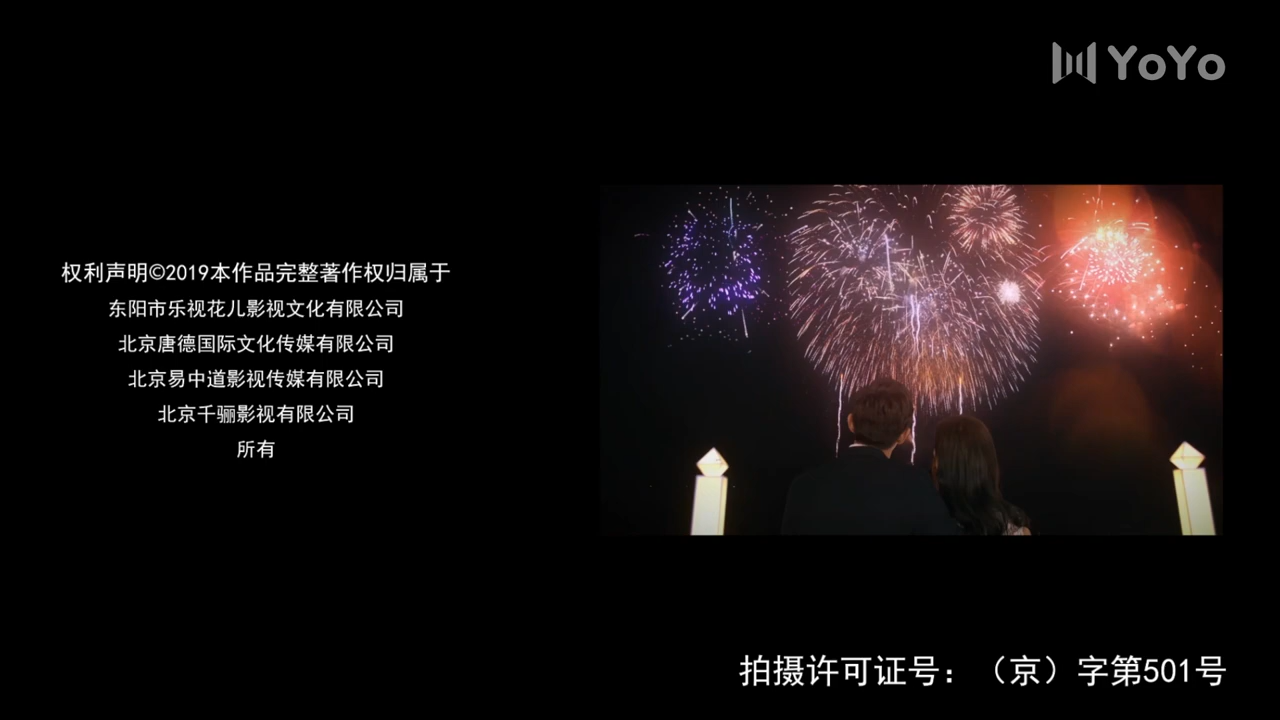 YoYo
权利声明©2019本作品完整著作权归属于
东阳市乐视花儿影视文化有限公司
北京唐德国际文化传媒有限公司
北京易中道影视传媒有限公司
北京千骊影视有限公司
所有
拍摄许可证号：（京）字第501号